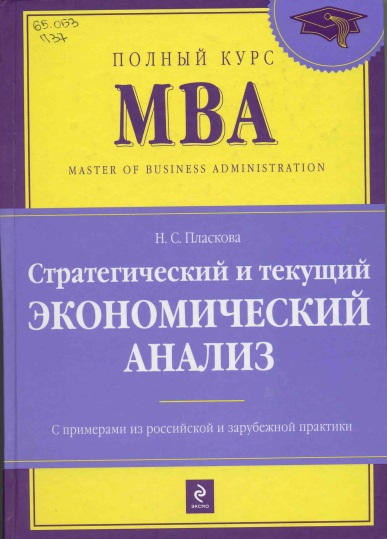 65.053
П37
ПОЛНЫЙ КУРС
MBA
MASTER OF BUSINESS ADMINISTRATION
Н. С. Пласкова
Стратегический и текущий
ЭКОНОМИЧЕСКИЙ
АНАЛИЗ
С примерами из российской и зарубежной практики
ЭКСМО